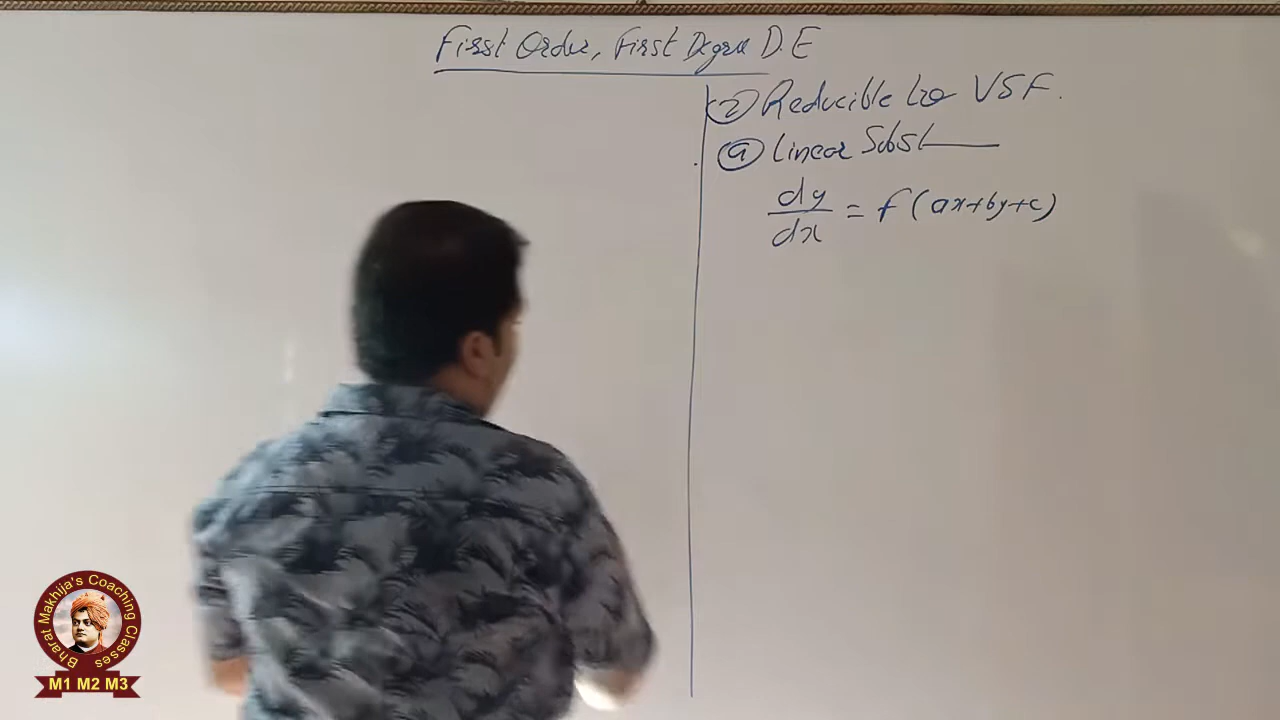 First Order, First Degree D.E
(2) Reducible to VSF.
(a) Linear Subst
dy/dx = f(ax+by+c)
Bharat Makhija's Coaching Classes
M1 M2 M3